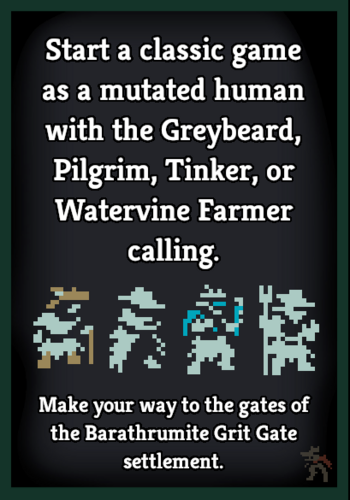 Start a classic game
as a mutated human
with the Greybeard,
Pilgrim, Tinker, or
Watervine Farmer
calling.
Make your way to the gates of
the Barathrumite Grit Gate
settlement.